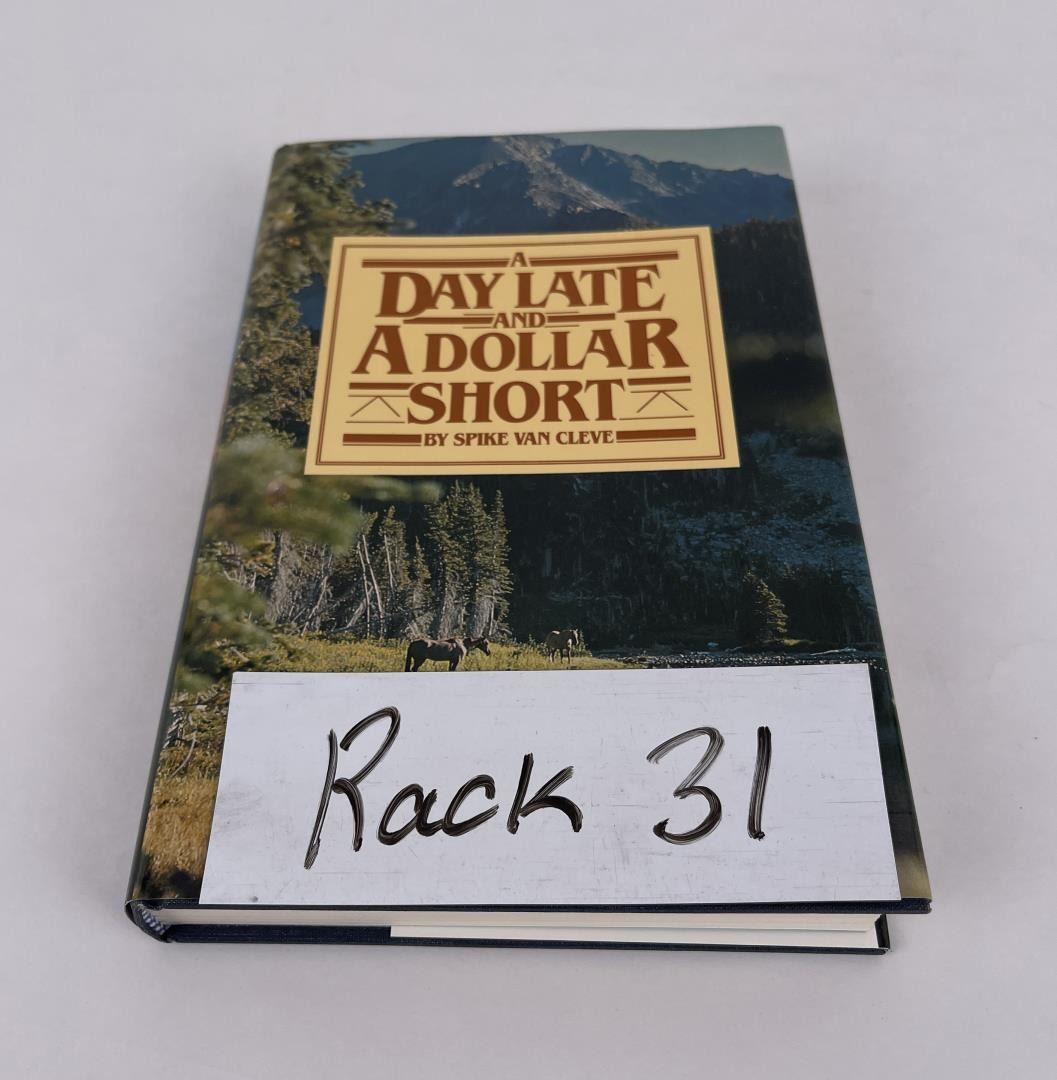 A
DAY LATE
AND
A DOLLAR
SHORT
BY SPIKE VAN CLEVE
Rack 31